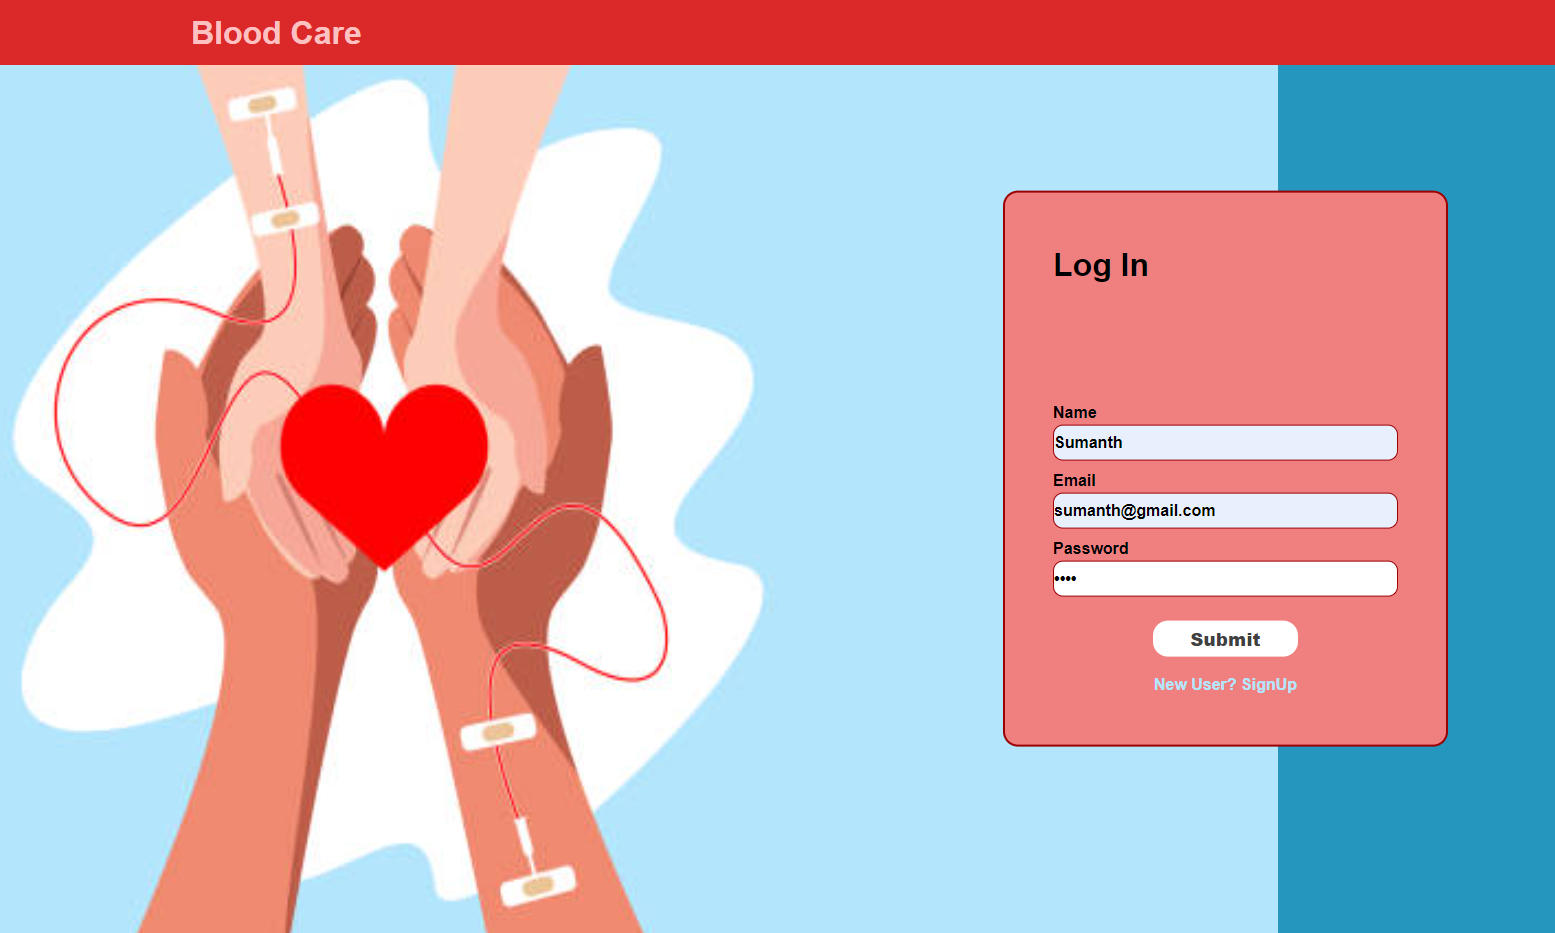 Blood Care
Log In
Name
Sumanth
Email
sumanth@gmail.com
Password
••••
Submit
New User? SignUp